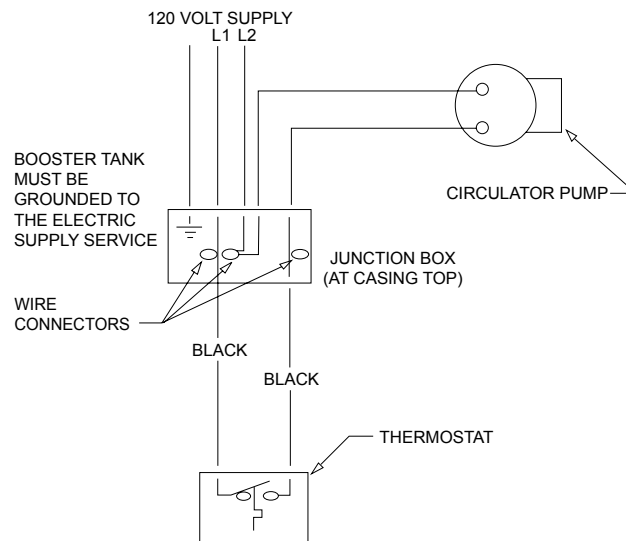 120 VOLT SUPPLY
L1 L2
BOOSTER TANK
MUST BE
GROUNDED TO
THE ELECTRIC
SUPPLY SERVICE
CIRCULATOR PUMP
JUNCTION BOX
(AT CASING TOP)
WIRE
CONNECTORS
BLACK
BLACK
THERMOSTAT